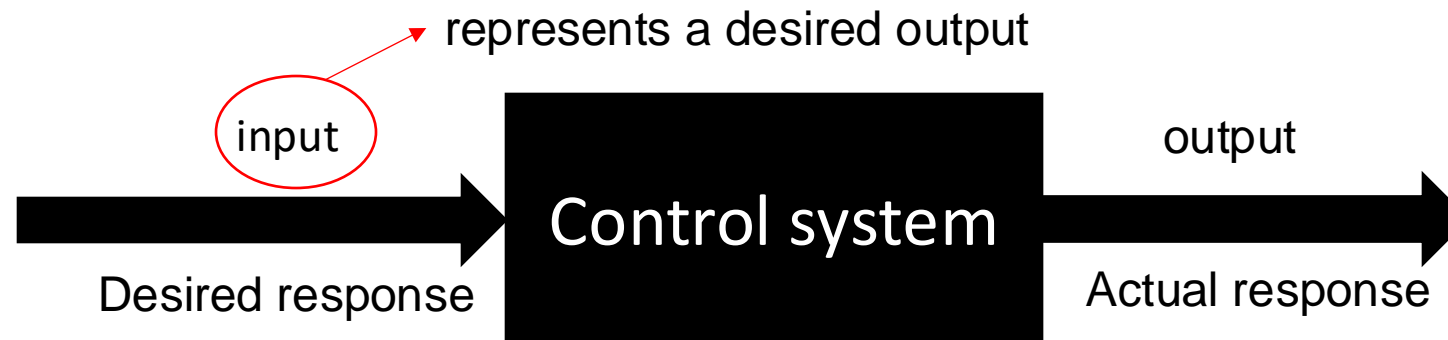 represents a desired output
input
output
Control system
Desired response
Actual response